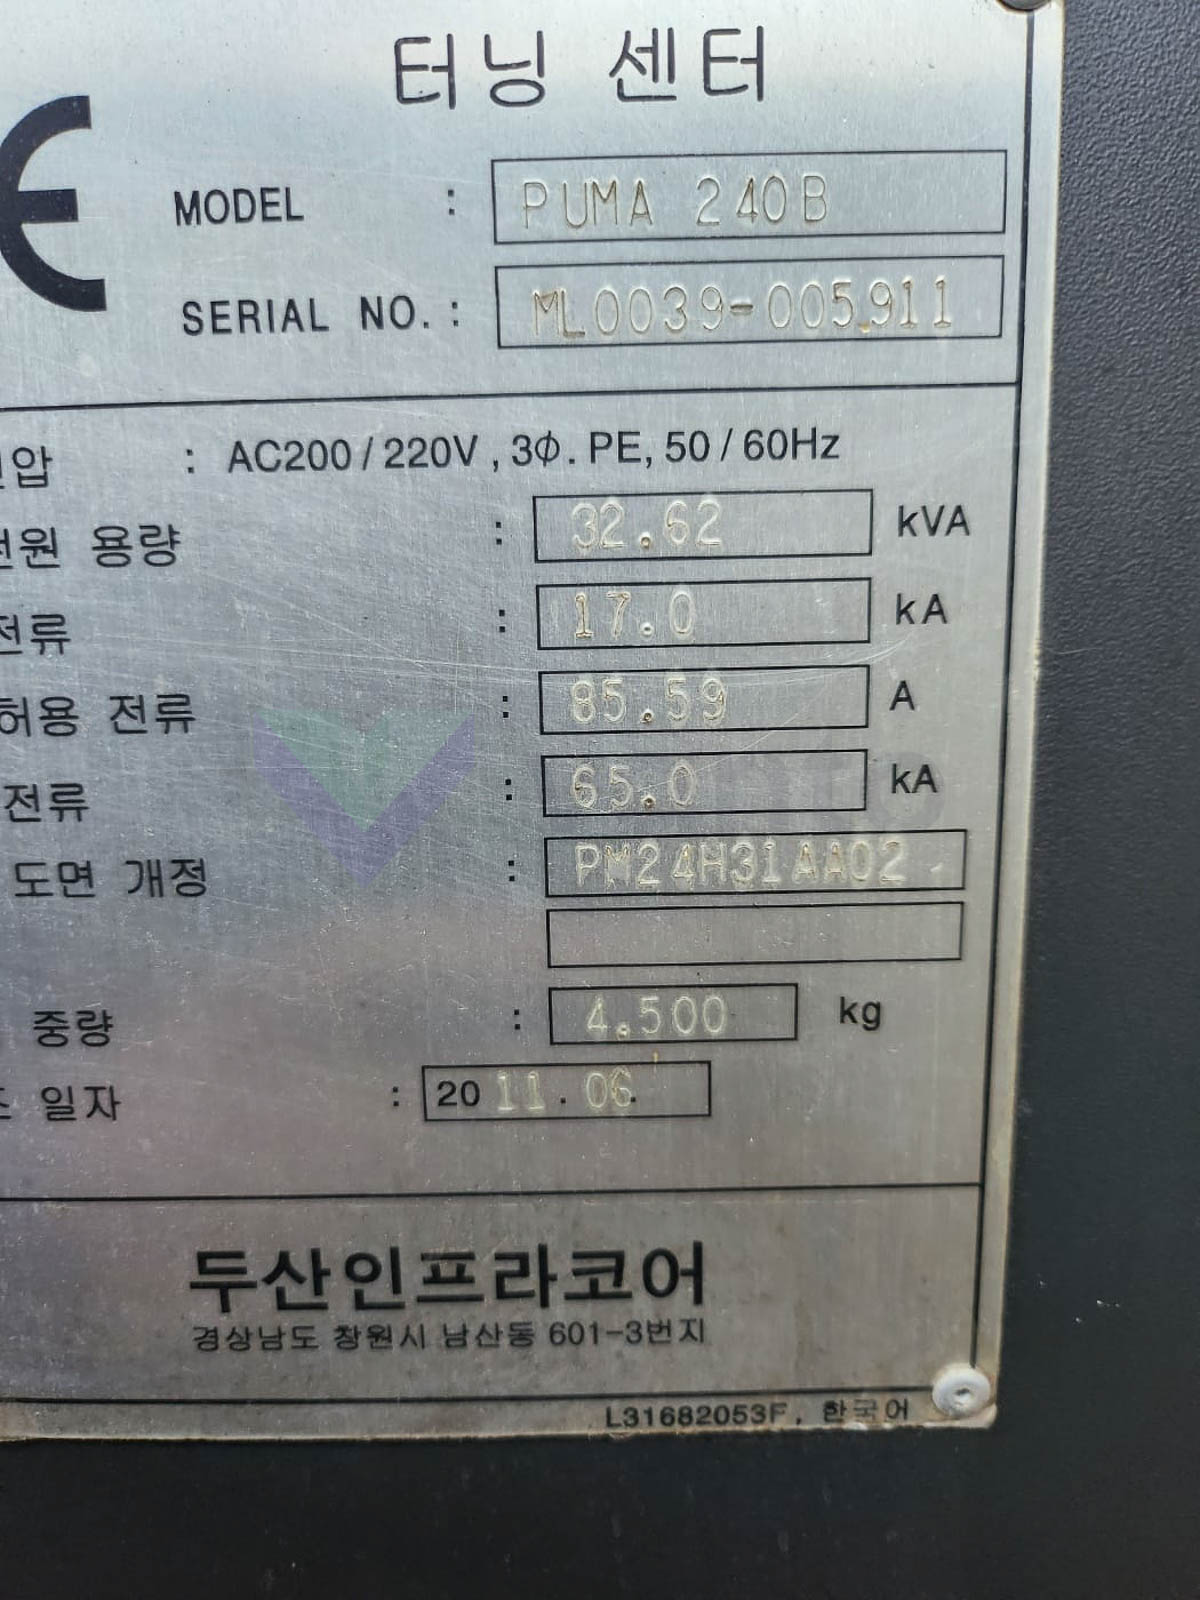 터닝 센터
CE
MODEL : PUMA 240B
SERIAL NO. : ML0039-005911
압 : AC200 / 220V , 3Φ. PE, 50 / 60Hz
전원 용량 : 32.62 kVA
전류 : 17.0 kA
허용 전류 : 85.59 A
전류 : 65.0 kA
도면 개정 : PM24H31AA02
중량 : 4.500 kg
일자 : 2011.06.
두산인프라코어
경상남도 창원시 남산동 601-3번지
L31682053F, 한국어